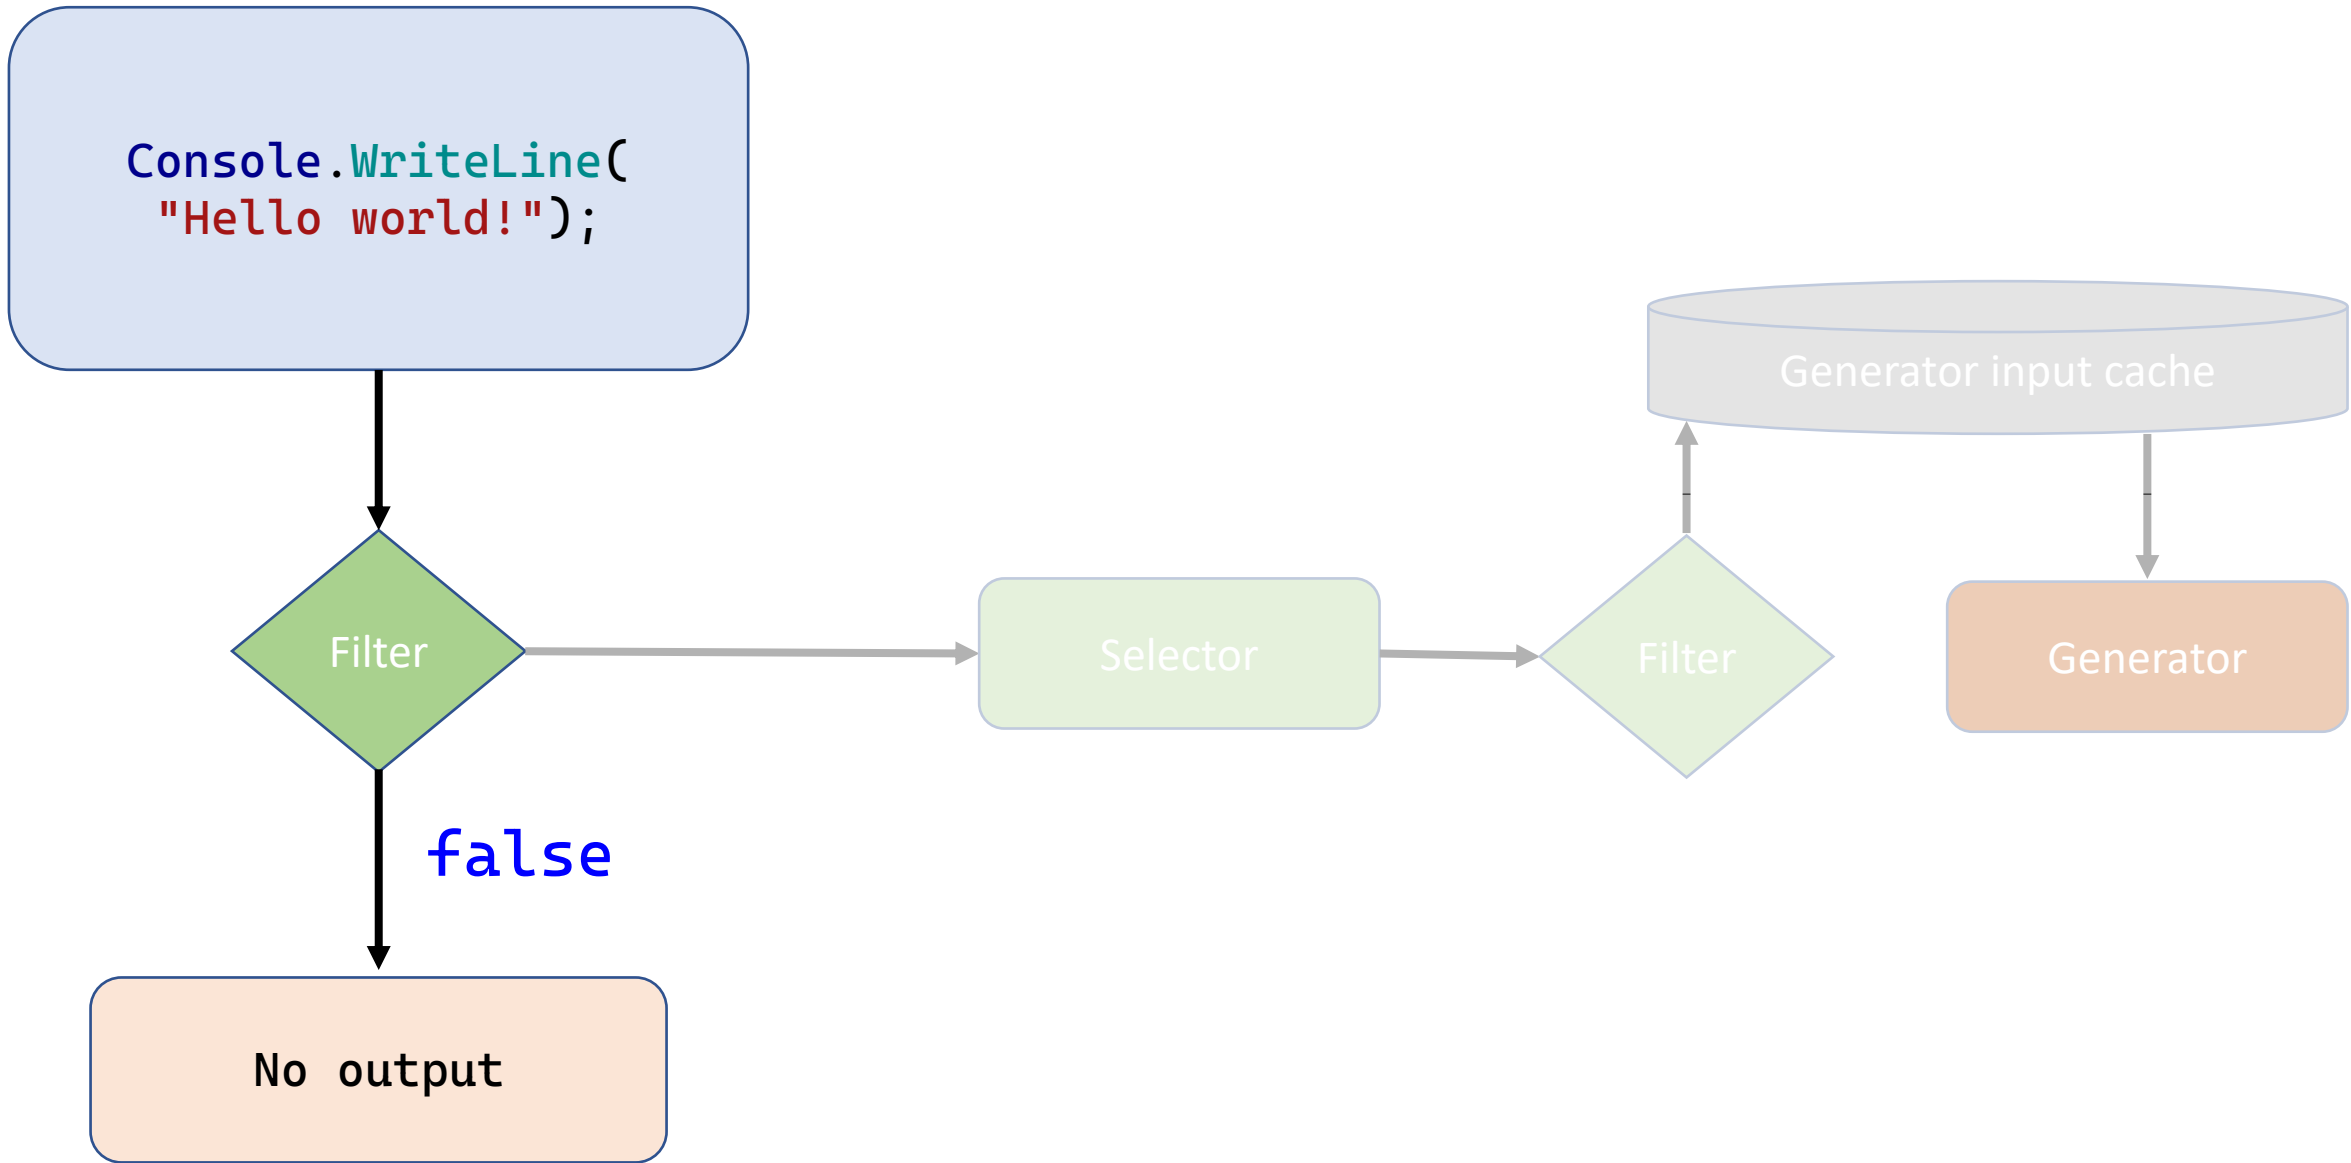 Console.WriteLine(
"Hello world!");
Generator input cache
Filter
Selector
Filter
Generator
false
No output